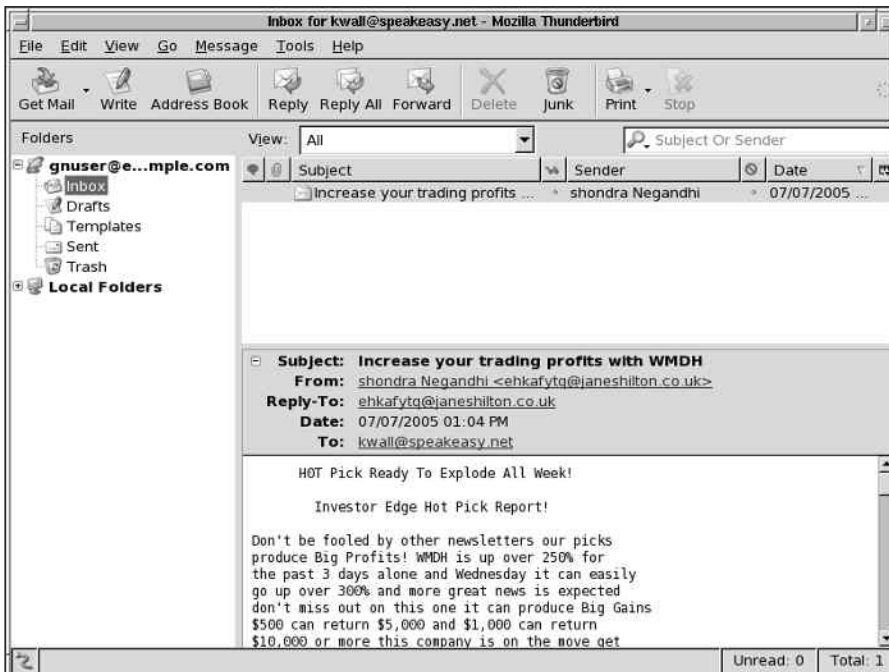 Inbox for kwall@speakeasy.net - Mozilla Thunderbird
File Edit View Go Message Tools Help
Get Mail Write Address Book Reply Reply All Forward Delete Junk Print Stop
Folders
View: All Subject Or Sender
gnuser@e...mple.com
Inbox
Drafts
Templates
Sent
Trash
Local Folders
Subject Sender Date
Increase your trading profits ... shondra Negandhi 07/07/2005 ...
Subject: Increase your trading profits with WMDH
From: shondra Negandhi <ehkafytq@janeshilton.co.uk>
Reply-To: ehkafytq@janeshilton.co.uk
Date: 07/07/2005 01:04 PM
To: kwall@speakeasy.net
HOT Pick Ready To Explode All Week!
Investor Edge Hot Pick Report!
Don't be fooled by other newsletters our picks
produce Big Profits! WMDH is up over 250% for
the past 3 days alone and Wednesday it can easily
go up over 300% and more great news is expected
don't miss out on this one it can produce Big Gains
$500 can return $5,000 and $1,000 can return
$10,000 or more this company is on the move get
Unread: 0 Total: 1